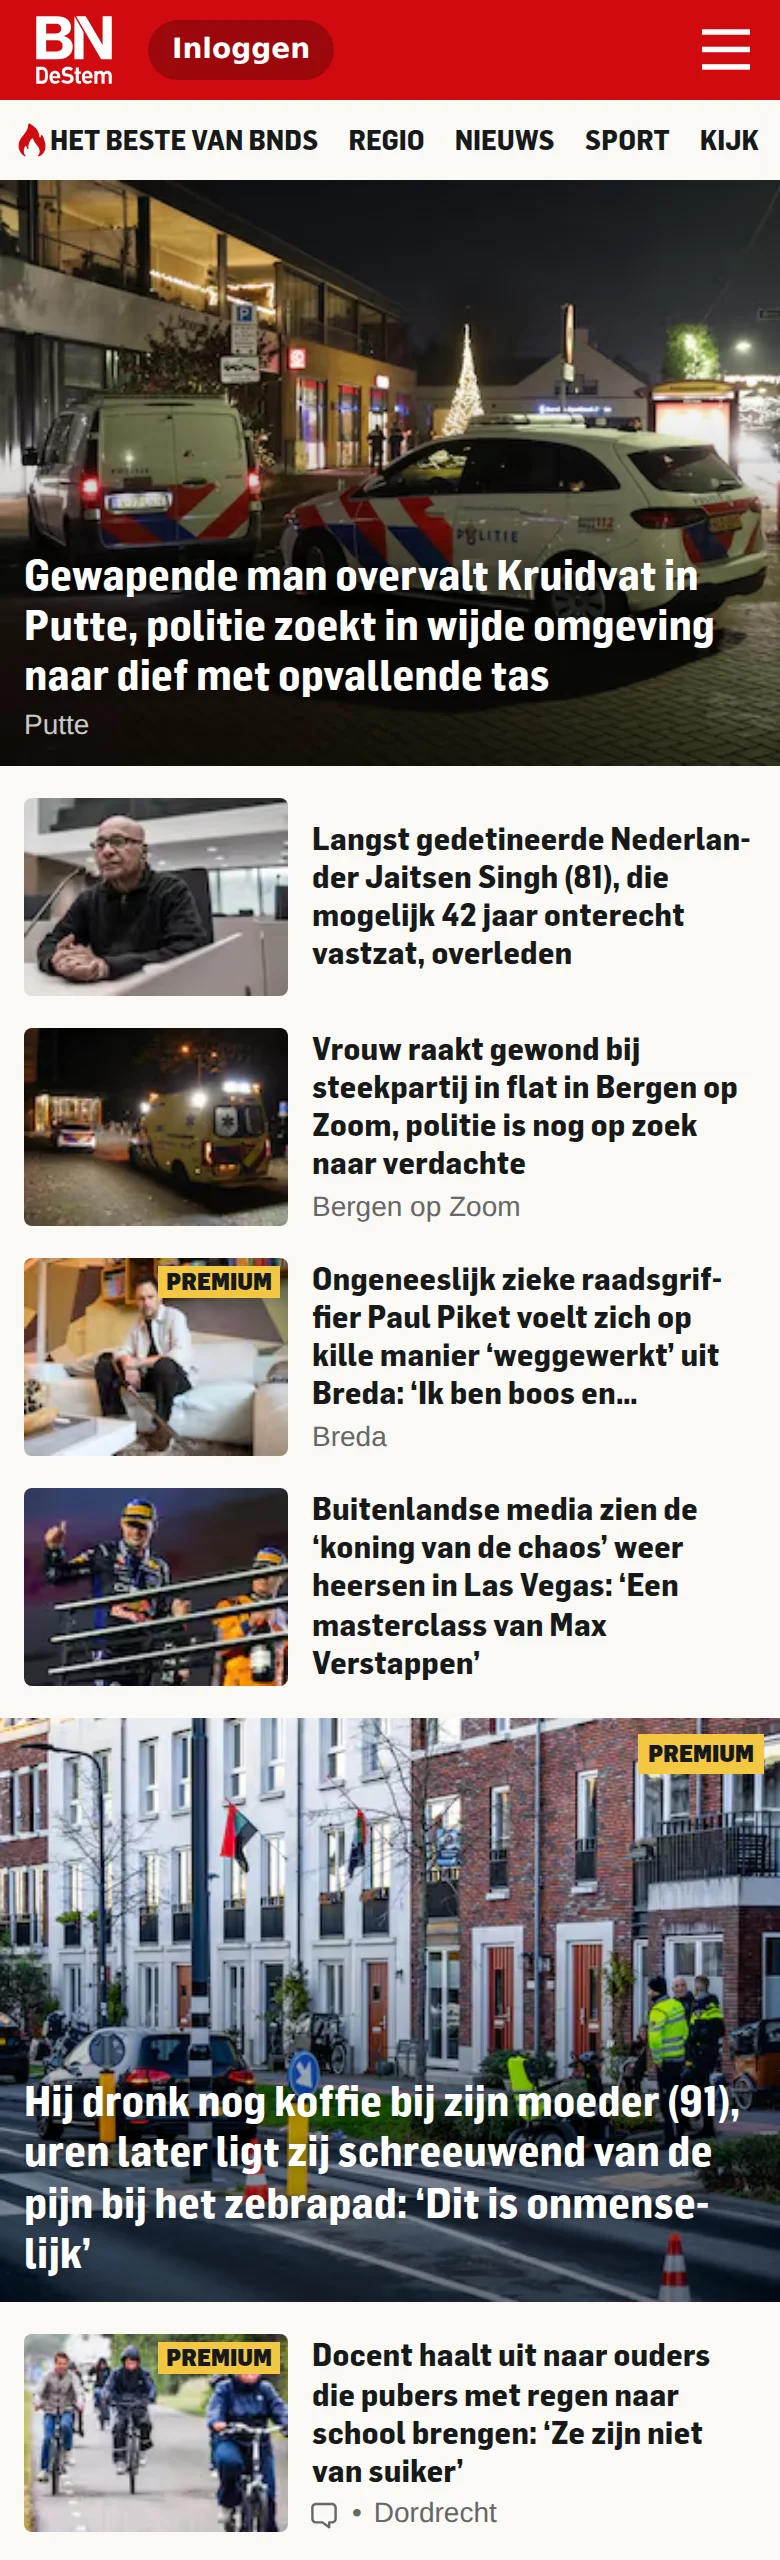 BN
DeStem
Inloggen
HET BESTE VAN BNDS REGIO NIEUWS SPORT KIJK
P
POLITIE
112
Gewapende man overvalt Kruidvat in
Putte, politie zoekt in wijde omgeving
naar dief met opvallende tas
Putte
Langst gedetineerde Nederlan-
der Jaitsen Singh (81), die
mogelijk 42 jaar onterecht
vastzat, overleden
Vrouw raakt gewond bij
steekpartij in flat in Bergen op
Zoom, politie is nog op zoek
naar verdachte
Bergen op Zoom
PREMIUM
Ongeneeslijk zieke raadsgrif-
fier Paul Piket voelt zich op
kille manier ‘weggewerkt’ uit
Breda: ‘Ik ben boos en...
Breda
Buitenlandse media zien de
‘koning van de chaos’ weer
heersen in Las Vegas: ‘Een
masterclass van Max
Verstappen’
PREMIUM
Hij dronk nog koffie bij zijn moeder (91),
uren later ligt zij schreeuwend van de
pijn bij het zebrapad: ‘Dit is onmense-
lijk’
PREMIUM
Docent haalt uit naar ouders
die pubers met regen naar
school brengen: ‘Ze zijn niet
van suiker’
• Dordrecht